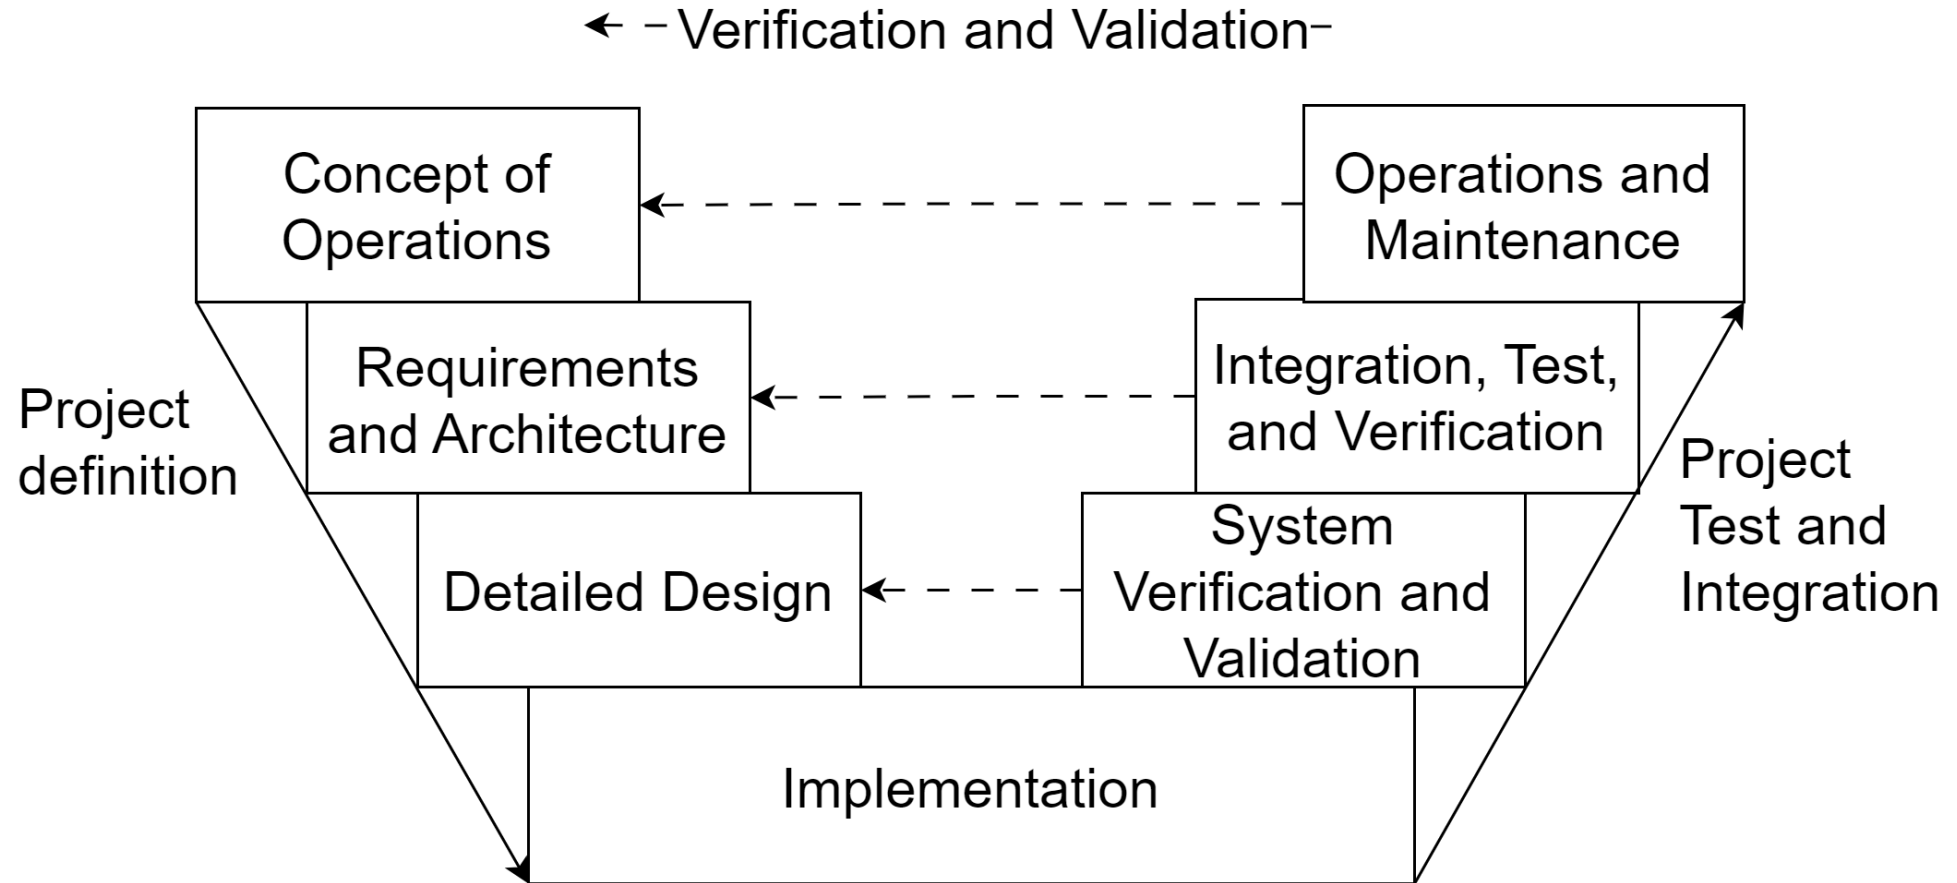 Verification and Validation
Concept of
Operations
Operations and
Maintenance
Requirements
and Architecture
Integration, Test,
and Verification
Project
definition
Project
Test and
Integration
Detailed Design
System
Verification and
Validation
Implementation